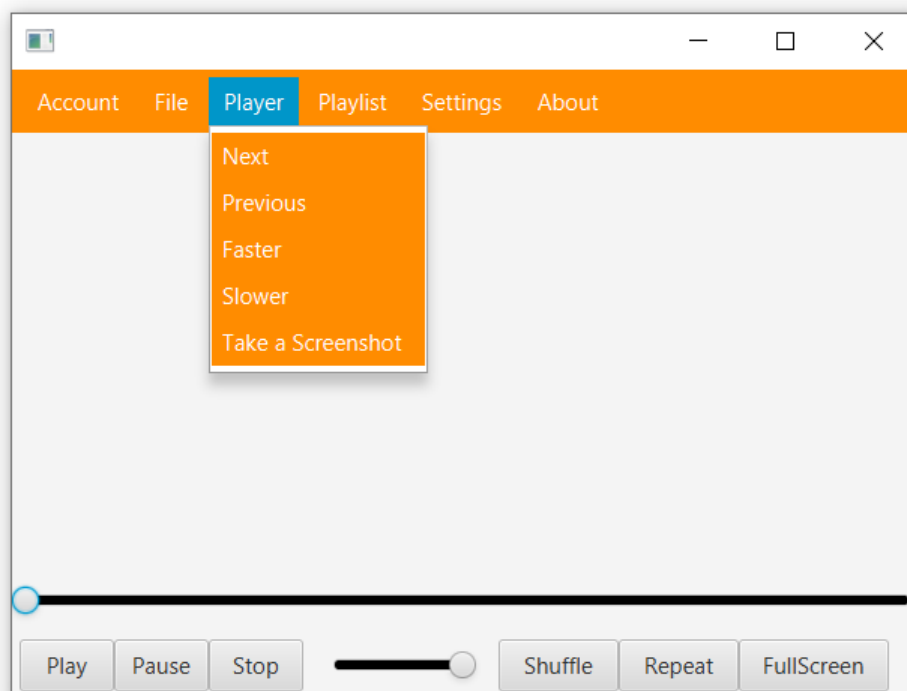 Account File Player Playlist Settings About
Next
Previous
Faster
Slower
Take a Screenshot
Play Pause Stop Shuffle Repeat FullScreen